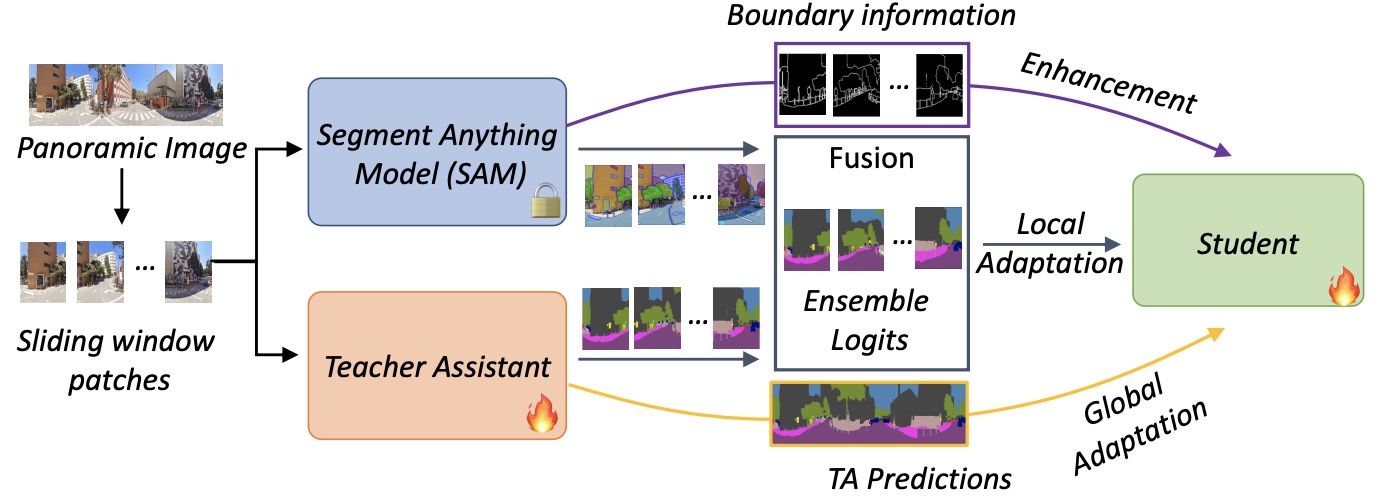 Boundary information
Enhancement
Panoramic Image
Segment Anything
Model (SAM)
Fusion
...
...
...
...
Local
Adaptation
Student
...
Ensemble
Logits
Sliding window
patches
Teacher Assistant
...
Global
Adaptation
TA Predictions